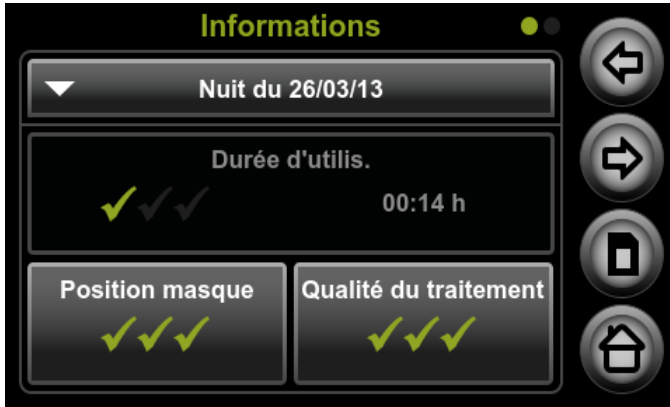 Informations
Nuit du 26/03/13
Durée d'utilis.
00:14 h
Position masque
Qualité du traitement